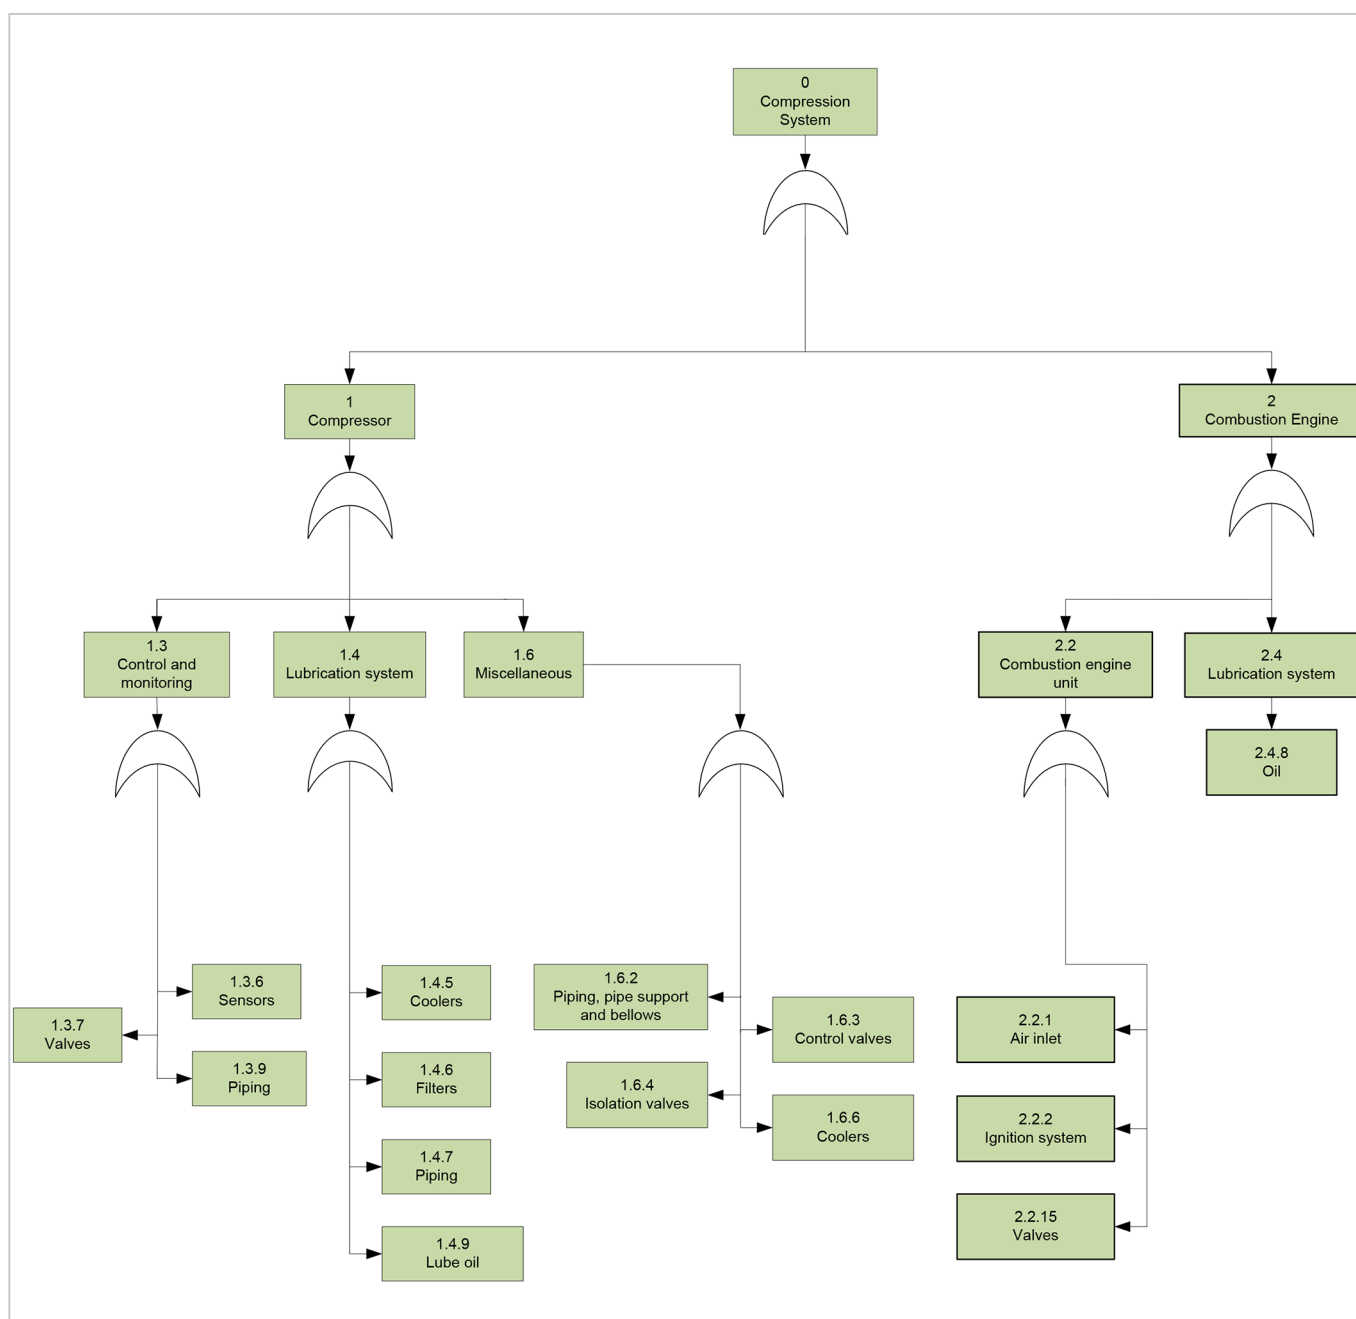 0
Compression
System
1
Compressor
2
Combustion Engine
1.3
Control and
monitoring
1.4
Lubrication system
1.6
Miscellaneous
2.2
Combustion engine
unit
2.4
Lubrication system
2.4.8
Oil
1.3.6
Sensors
1.3.7
Valves
1.3.9
Piping
1.4.5
Coolers
1.4.6
Filters
1.4.7
Piping
1.4.9
Lube oil
1.6.2
Piping, pipe support
and bellows
1.6.3
Control valves
1.6.4
Isolation valves
1.6.6
Coolers
2.2.1
Air inlet
2.2.2
Ignition system
2.2.15
Valves